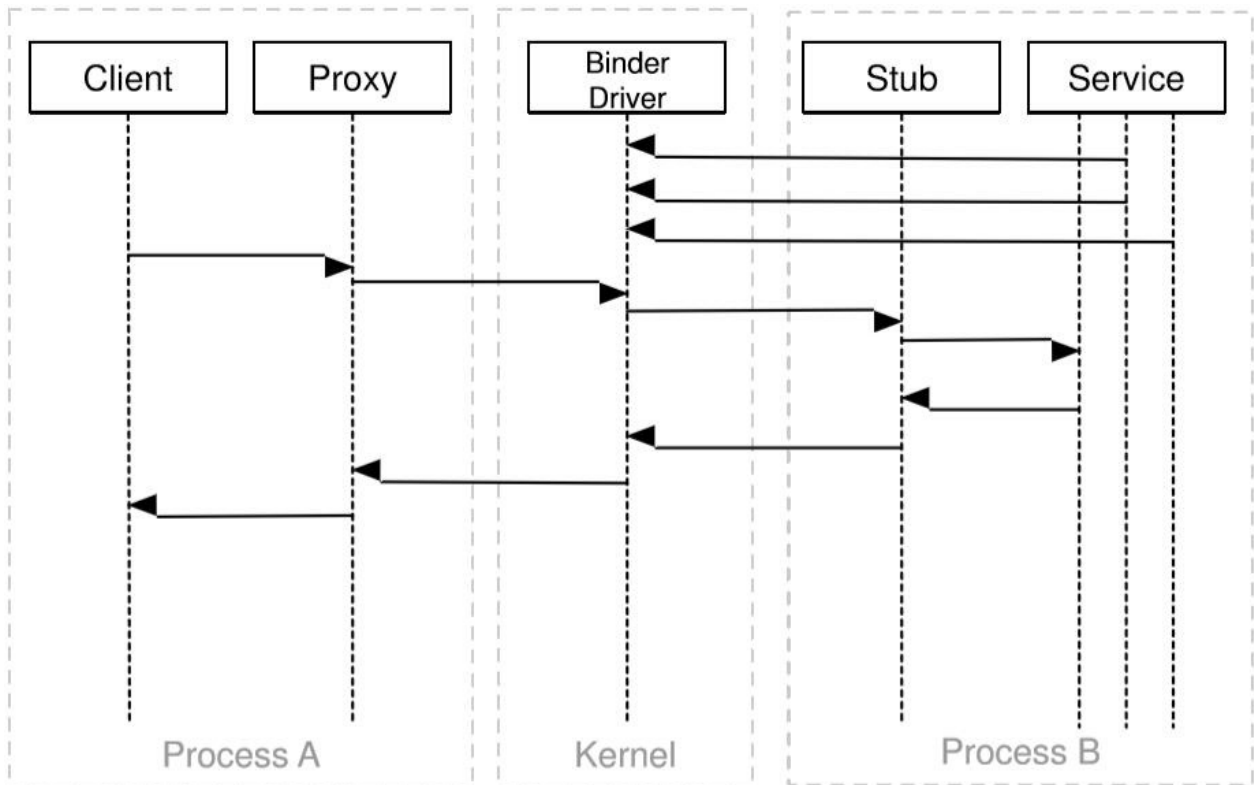 Client
Proxy
Binder
Driver
Stub
Service
Process A
Kernel
Process B